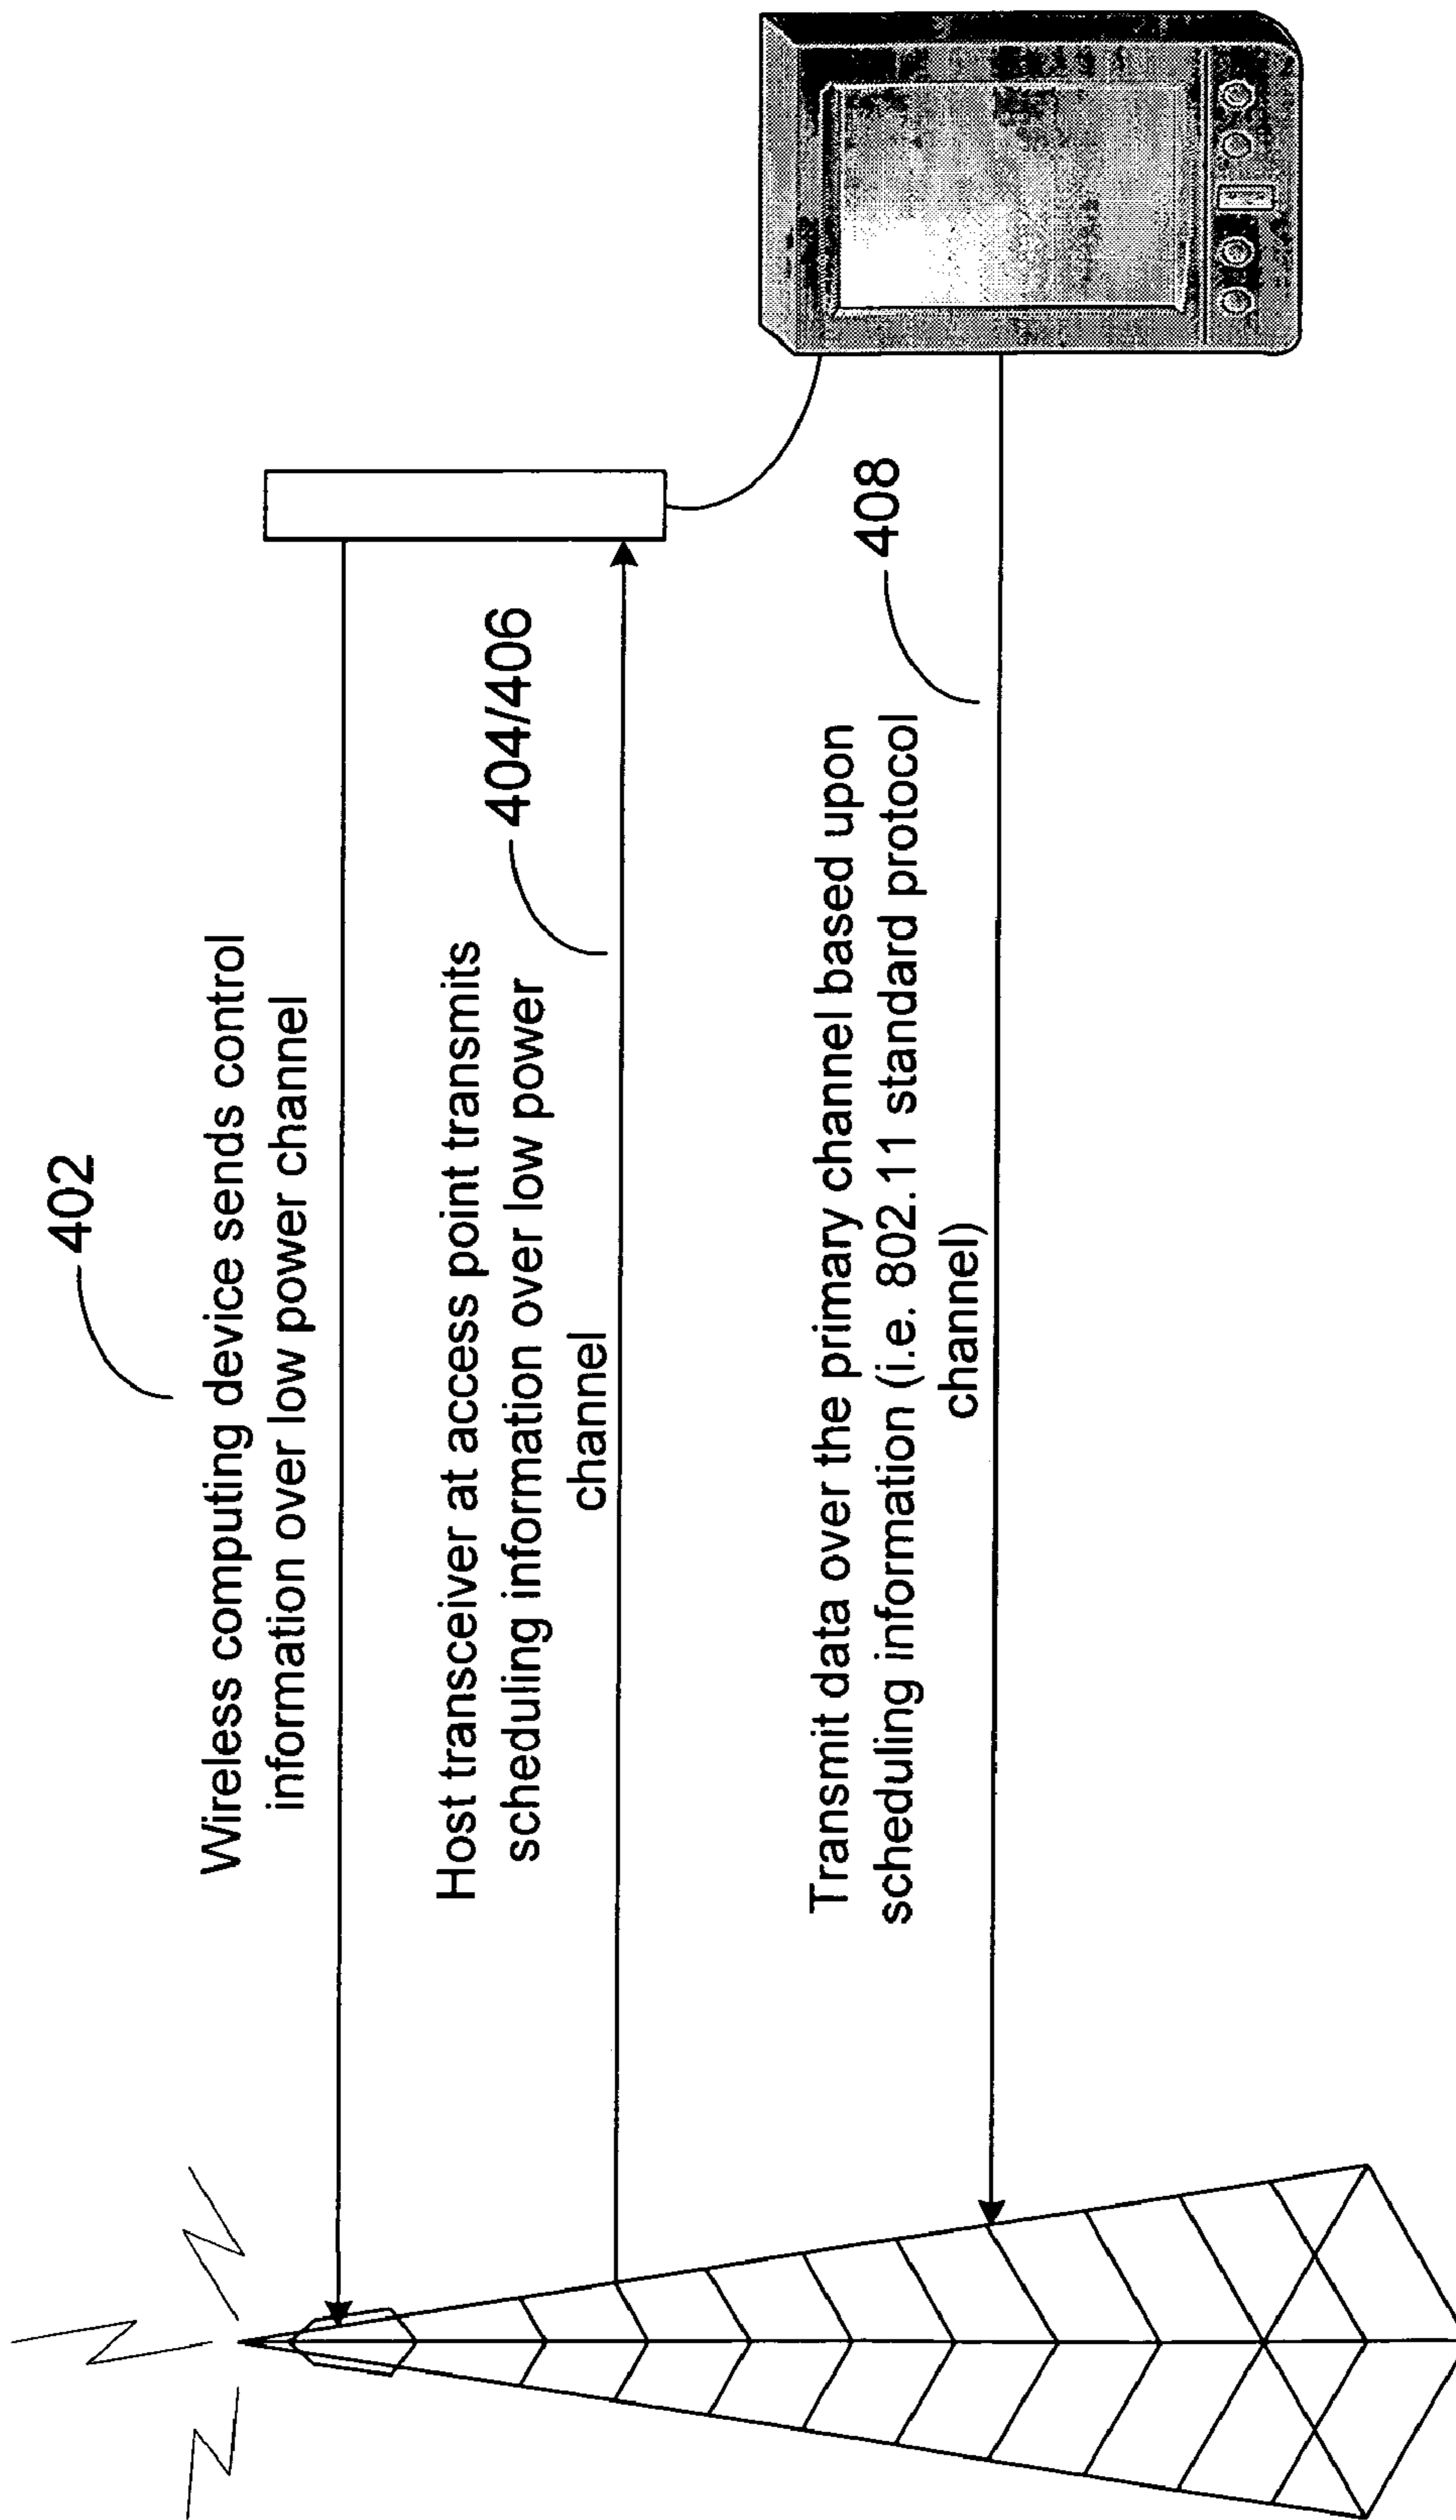 402
Wireless computing device sends control
information over low power channel
404/406
Host transceiver at access point transmits
scheduling information over low power
channel
408
Transmit data over the primary channel based upon
scheduling information (i.e. 802.11 standard protocol
channel)